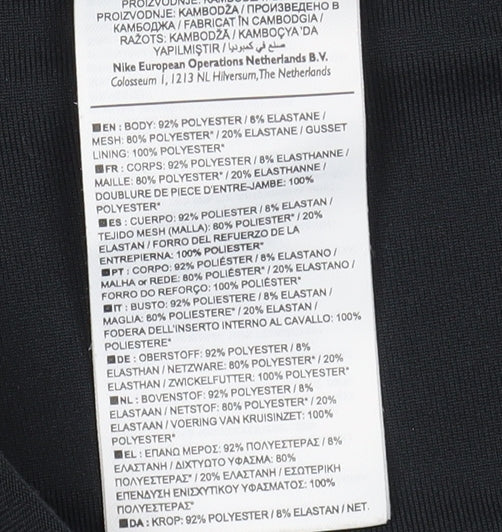 PROIZVODNJE: KAMBODŽA / ПРОИЗВЕДЕНО В
КАМБОДЖА / FABRICAT ÎN CAMBODGIA /
RAŽOTS: KAMBODŽA / KAMBOÇYA 'DA
YAPILMIŞTIR / صنع في كمبوديا
Nike European Operations Netherlands B.V.
Colosseum 1, 1213 NL Hilversum, The Netherlands
EN : BODY: 92% POLYESTER / 8% ELASTANE /
MESH: 80% POLYESTER* / 20% ELASTANE / GUSSET
LINING: 100% POLYESTER*
FR : CORPS: 92% POLYESTER / 8% ELASTHANNE /
MAILLE: 80% POLYESTER* / 20% ELASTHANNE /
DOUBLURE DE PIECE D'ENTRE-JAMBE: 100%
POLYESTER*
ES : CUERPO: 92% POLIESTER / 8% ELASTAN /
TEJIDO MESH (MALLA): 80% POLIESTER* / 20%
ELASTAN / FORRO DEL REFUERZO DE LA
ENTREPIERNA: 100% POLIESTER*
PT : CORPO: 92% POLIÉSTER / 8% ELASTANO /
MALHA or REDE: 80% POLIÉSTER* / 20% ELASTANO /
FORRO DO REFORÇO: 100% POLIÉSTER*
IT : BUSTO: 92% POLIESTERE / 8% ELASTAN /
MAGLIA: 80% POLIESTERE* / 20% ELASTAN /
FODERA DELL'INSERTO INTERNO AL CAVALLO: 100%
POLIESTERE*
DE : OBERSTOFF: 92% POLYESTER / 8%
ELASTHAN / NETZWARE: 80% POLYESTER* / 20%
ELASTHAN / ZWICKELFUTTER: 100% POLYESTER*
NL : BOVENSTOF: 92% POLYESTER / 8%
ELASTAAN / NETSTOF: 80% POLYESTER* / 20%
ELASTAAN / VOERING VAN KRUISINZET: 100%
POLYESTER*
EL : ΕΠΑΝΩ ΜΕΡΟΣ: 92% ΠΟΛΥΕΣΤΕΡΑΣ / 8%
ΕΛΑΣΤΑΝΗ / ΔΙΧΤΥΩΤΟ ΥΦΑΣΜΑ: 80%
ΠΟΛΥΕΣΤΕΡΑΣ* / 20% ΕΛΑΣΤΑΝΗ / ΕΣΩΤΕΡΙΚΗ
ΕΠΕΝΔΥΣΗ ΕΝΙΣΧΥΤΙΚΟΥ ΥΦΑΣΜΑΤΟΣ: 100%
ΠΟΛΥΕΣΤΕΡΑΣ*
DA : KROP: 92% POLYESTER / 8% ELASTAN / NET.